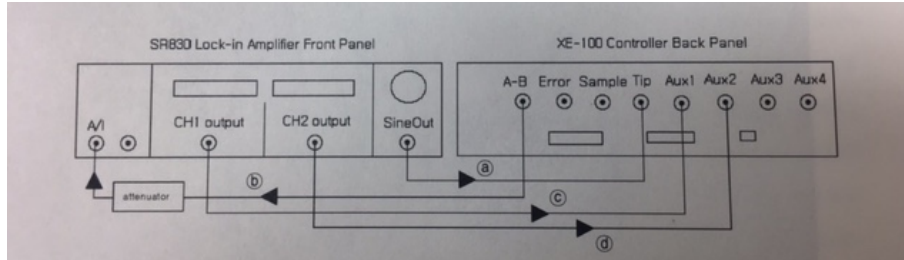 SR830 Lock-in Amplifier Front Panel
XE-100 Controller Back Panel
A-B Error Sample Tip Aux1 Aux2 Aux3 Aux4
A/I
CH1 output
CH2 output
SineOut
ⓐ
ⓑ
attenuator
ⓒ
ⓓ